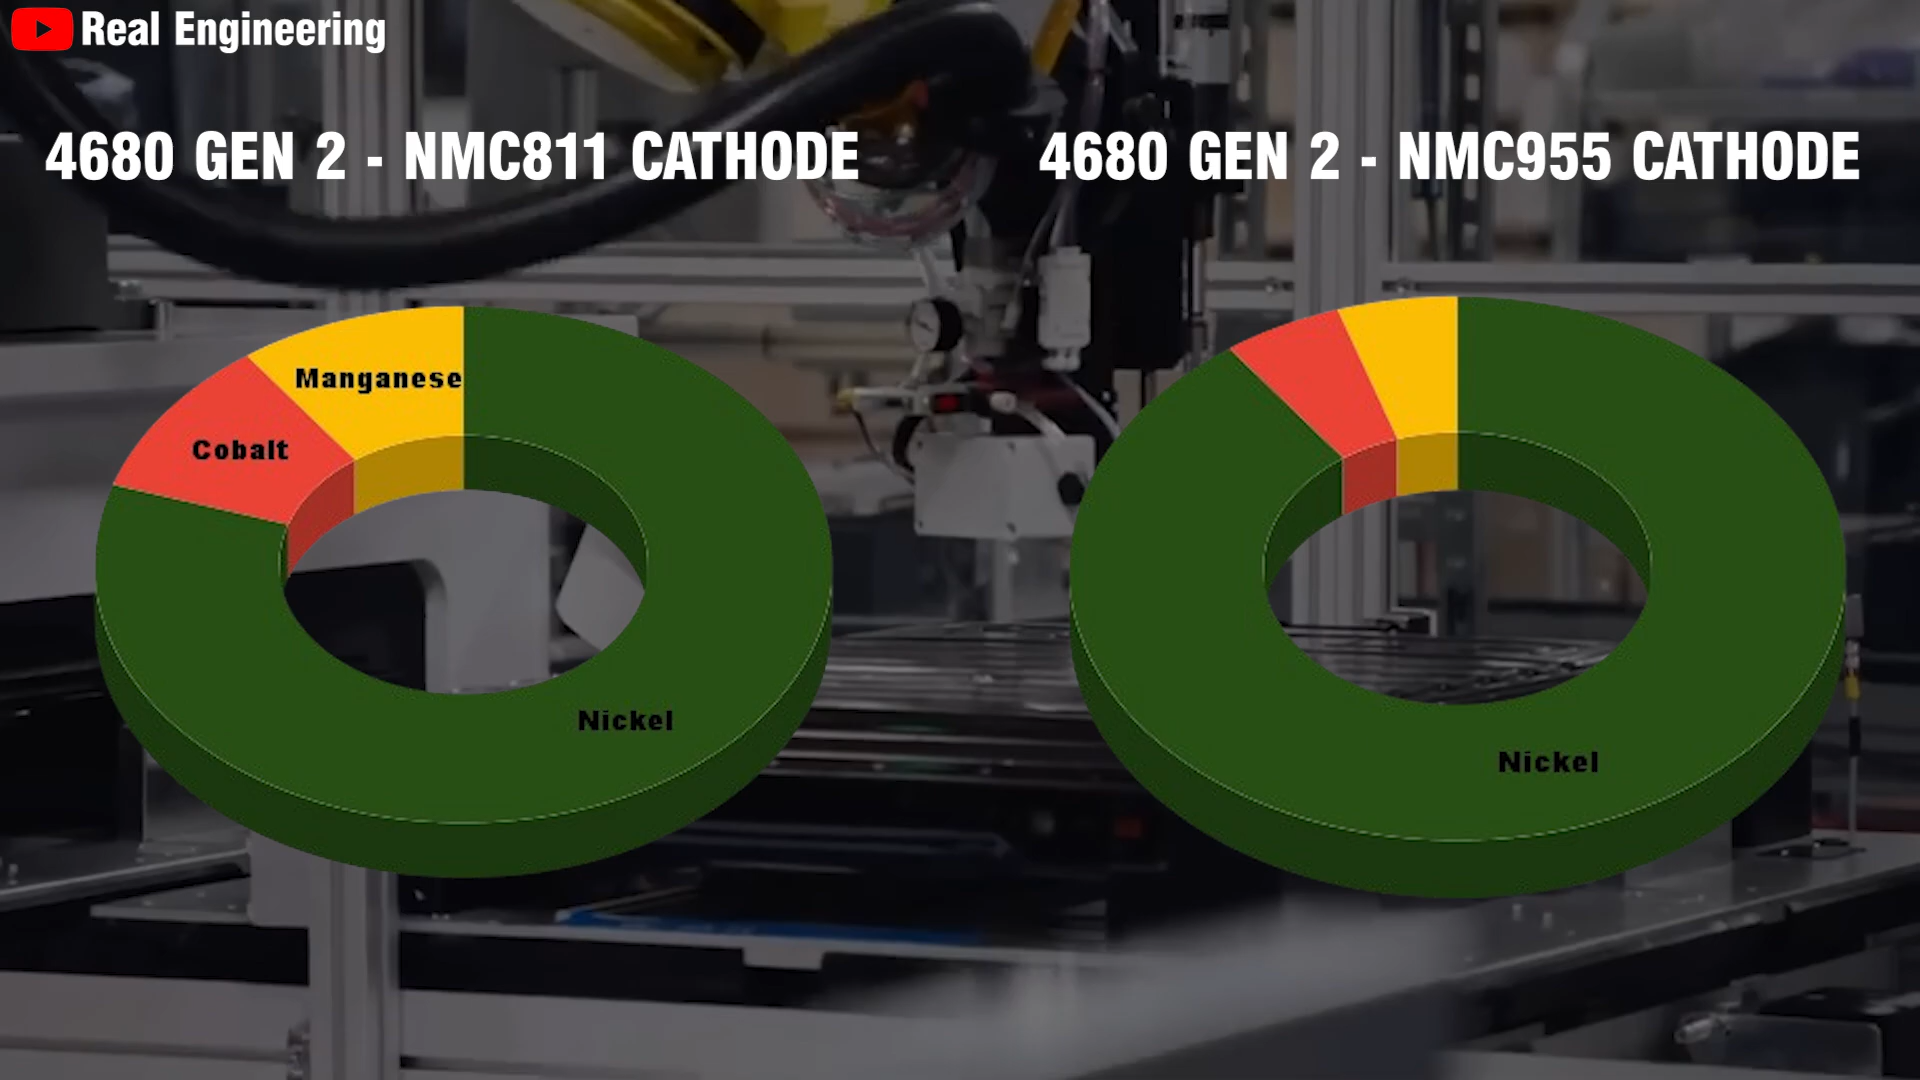 Real Engineering
4680 GEN 2 - NMC811 CATHODE
4680 GEN 2 - NMC955 CATHODE
Manganese
Cobalt
Nickel
Nickel